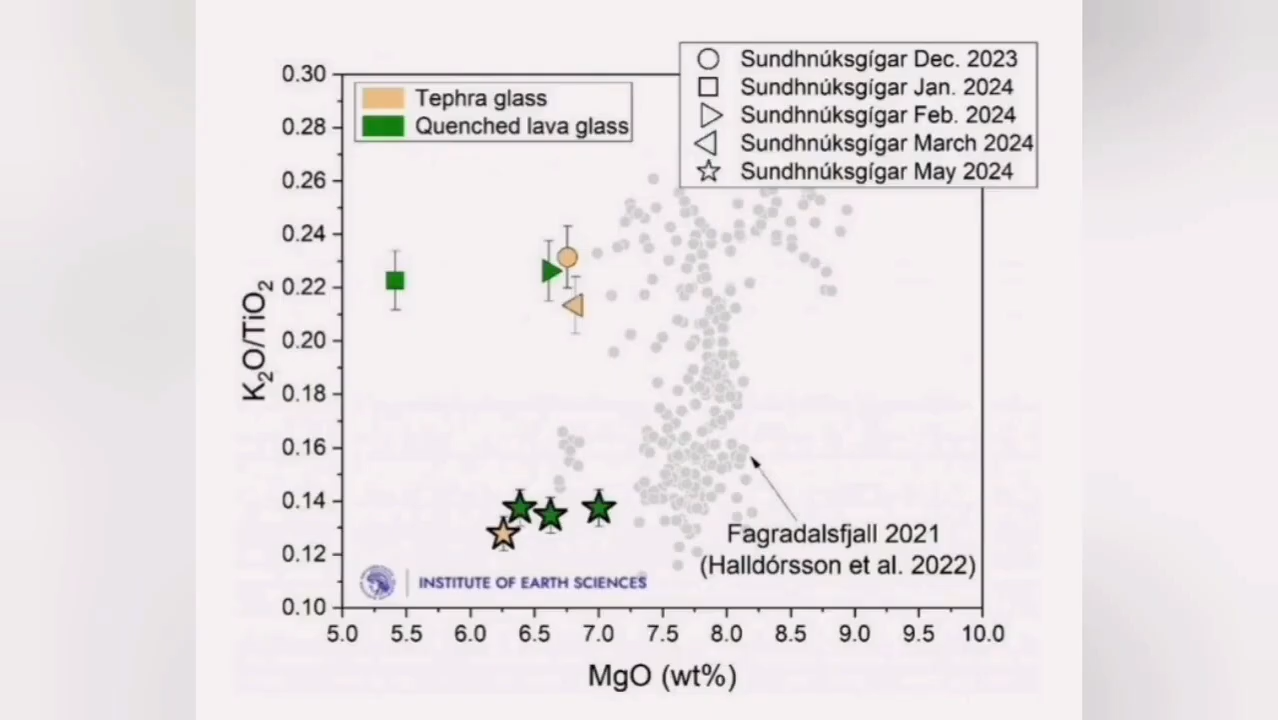 Sundhnúksgígar Dec. 2023
Sundhnúksgígar Jan. 2024
Sundhnúksgígar Feb. 2024
Sundhnúksgígar March 2024
Sundhnúksgígar May 2024
Tephra glass
Quenched lava glass
0.30
0.28
0.26
0.24
0.22
0.20
0.18
0.16
0.14
0.12
0.10
K₂O/TiO₂
Fagradalsfjall 2021
(Halldórsson et al. 2022)
INSTITUTE OF EARTH SCIENCES
5.0 5.5 6.0 6.5 7.0 7.5 8.0 8.5 9.0 9.5 10.0
MgO (wt%)